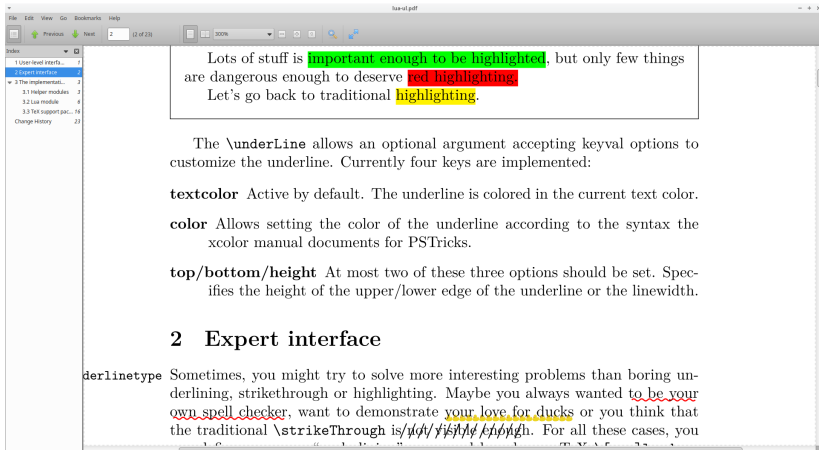 lua-ul.pdf
File Edit View Go Bookmarks Help
Previous Next 2 (2 of 23) 300%
Index
1 User-level interfa... 1
2 Expert interface 2
3 The implementati... 3
3.1 Helper modules 3
3.2 Lua module 6
3.3 TeX support pac... 16
Change History 23
Lots of stuff is important enough to be highlighted, but only few things
are dangerous enough to deserve red highlighting.
Let's go back to traditional highlighting.
The \underLine allows an optional argument accepting keyval options to
customize the underline. Currently four keys are implemented:
textcolor Active by default. The underline is colored in the current text color.
color Allows setting the color of the underline according to the syntax the
xcolor manual documents for PSTricks.
top/bottom/height At most two of these three options should be set. Spec-
ifies the height of the upper/lower edge of the underline or the linewidth.
2 Expert interface
derlinetype Sometimes, you might try to solve more interesting problems than boring un-
derlining, strikethrough or highlighting. Maybe you always wanted to be your
own spell checker, want to demonstrate your love for ducks or you think that
the traditional \strikeThrough is not visible enough. For all these cases, you